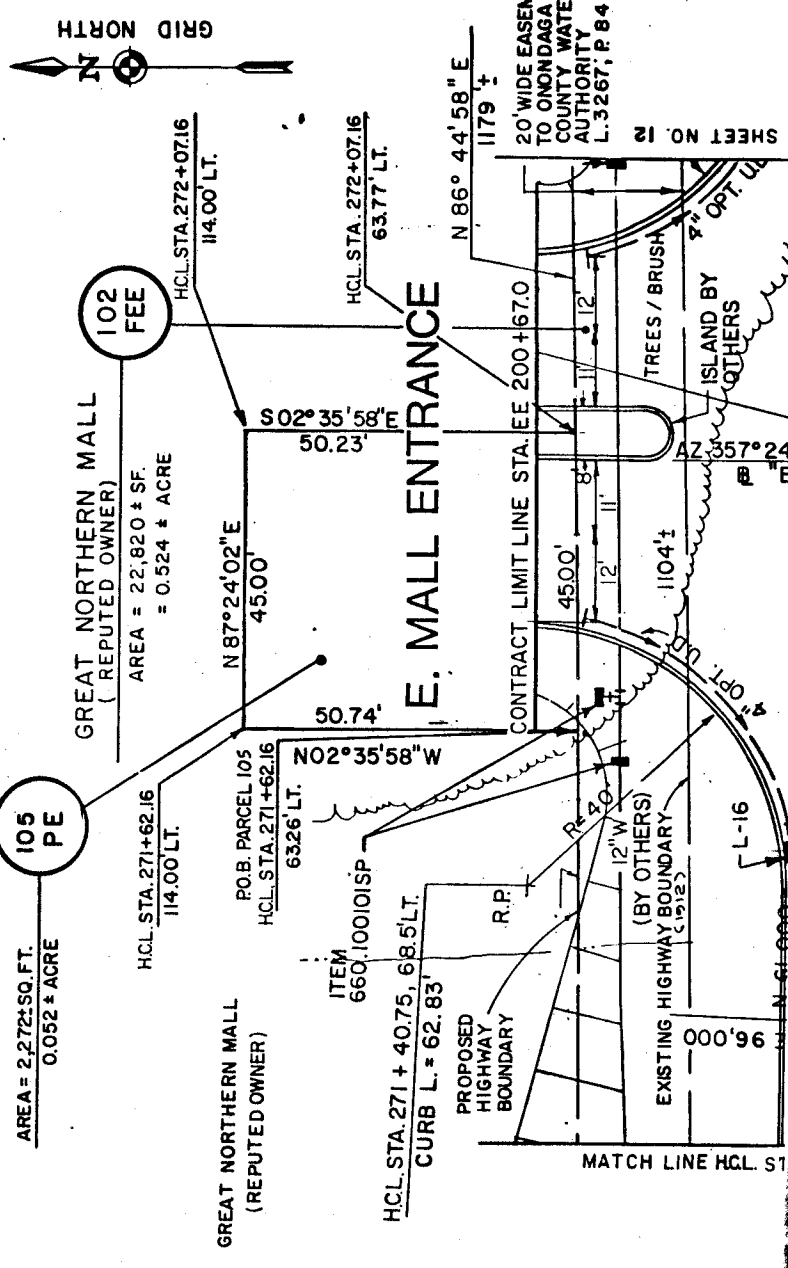 GRID NORTH
N
105
PE
AREA = 2,272±SQ.FT.
0.052 ± ACRE
102
FEE
GREAT NORTHERN MALL
( REPUTED OWNER)
AREA = 22,820 ± SF.
= 0.524 ± ACRE
H.C.L. STA. 272+07.16
114.00' LT.
H.C.L. STA. 272+07.16
63.77' LT.
H.C.L. STA. 271+62.16
114.00' LT.
N 87°24'02"E
45.00'
S 02° 35'58"E
50.23'
50.74'
N02°35'58"W
P.O.B. PARCEL 105
H.C.L. STA. 271+62.16
63.26' LT.
E. MALL ENTRANCE
N 86° 44' 58" E
1179' ±
20' WIDE EASEM
TO ONONDAGA
COUNTY WATE
AUTHORITY
L.3267, P. 84
SHEET NO. 12
CONTRACT LIMIT LINE STA. EE 200+67.0
GREAT NORTHERN MALL
(REPUTED OWNER)
ITEM
660.100101SP
H.C.L. STA. 271 + 40.75, 68.5' LT.
CURB L. = 62.83'
R.P.
R=40
45.00'
8'
11'
12'
11'
12'
4" OPT. U.D.
TREES / BRUSH
ISLAND BY
OTHERS
AZ 357°24
1104'±
4" OPT. U.D.
12" W
(BY OTHERS)
PROPOSED
HIGHWAY
BOUNDARY
EXISTING HIGHWAY BOUNDARY
(1912)
L-16
96,000
MATCH LINE H.C.L. ST